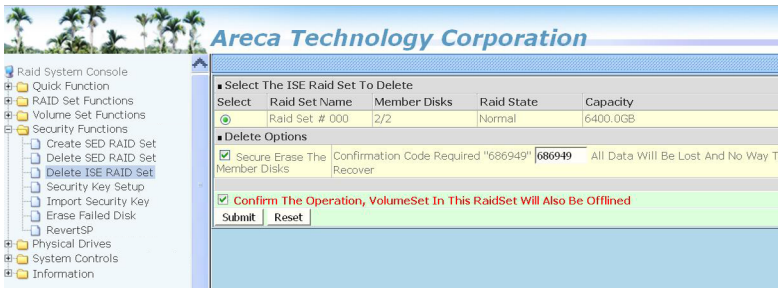 Areca Technology Corporation
Raid System Console
Quick Function
RAID Set Functions
Volume Set Functions
Security Functions
Create SED RAID Set
Delete SED RAID Set
Delete ISE RAID Set
Security Key Setup
Import Security Key
Erase Failed Disk
RevertSP
Physical Drives
System Controls
Information
Select The ISE Raid Set To Delete
Select Raid Set Name Member Disks Raid State Capacity
Raid Set # 000 2/2 Normal 6400.0GB
Delete Options
Secure Erase The Member Disks Confirmation Code Required "686949" 686949 All Data Will Be Lost And No Way T
Recover
Confirm The Operation, VolumeSet In This RaidSet Will Also Be Offlined
Submit Reset